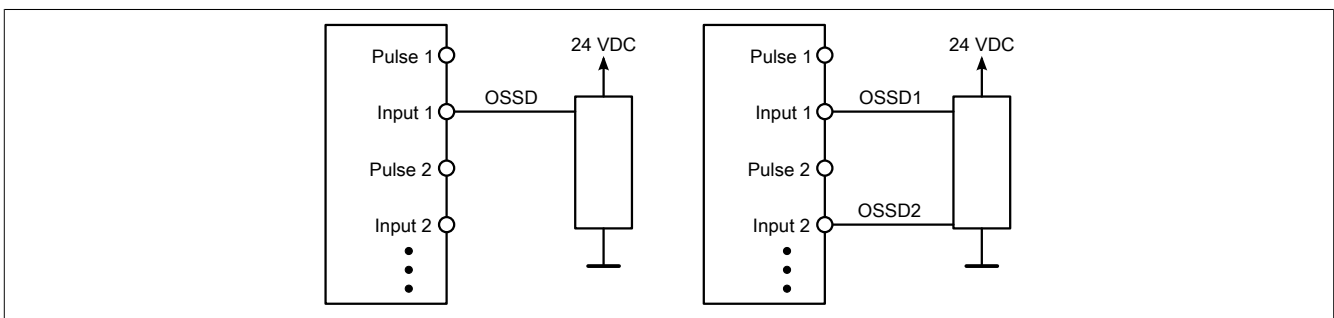 Pulse 1
24 VDC
Input 1
OSSD
Pulse 2
Input 2
Pulse 1
24 VDC
Input 1
OSSD1
Pulse 2
Input 2
OSSD2